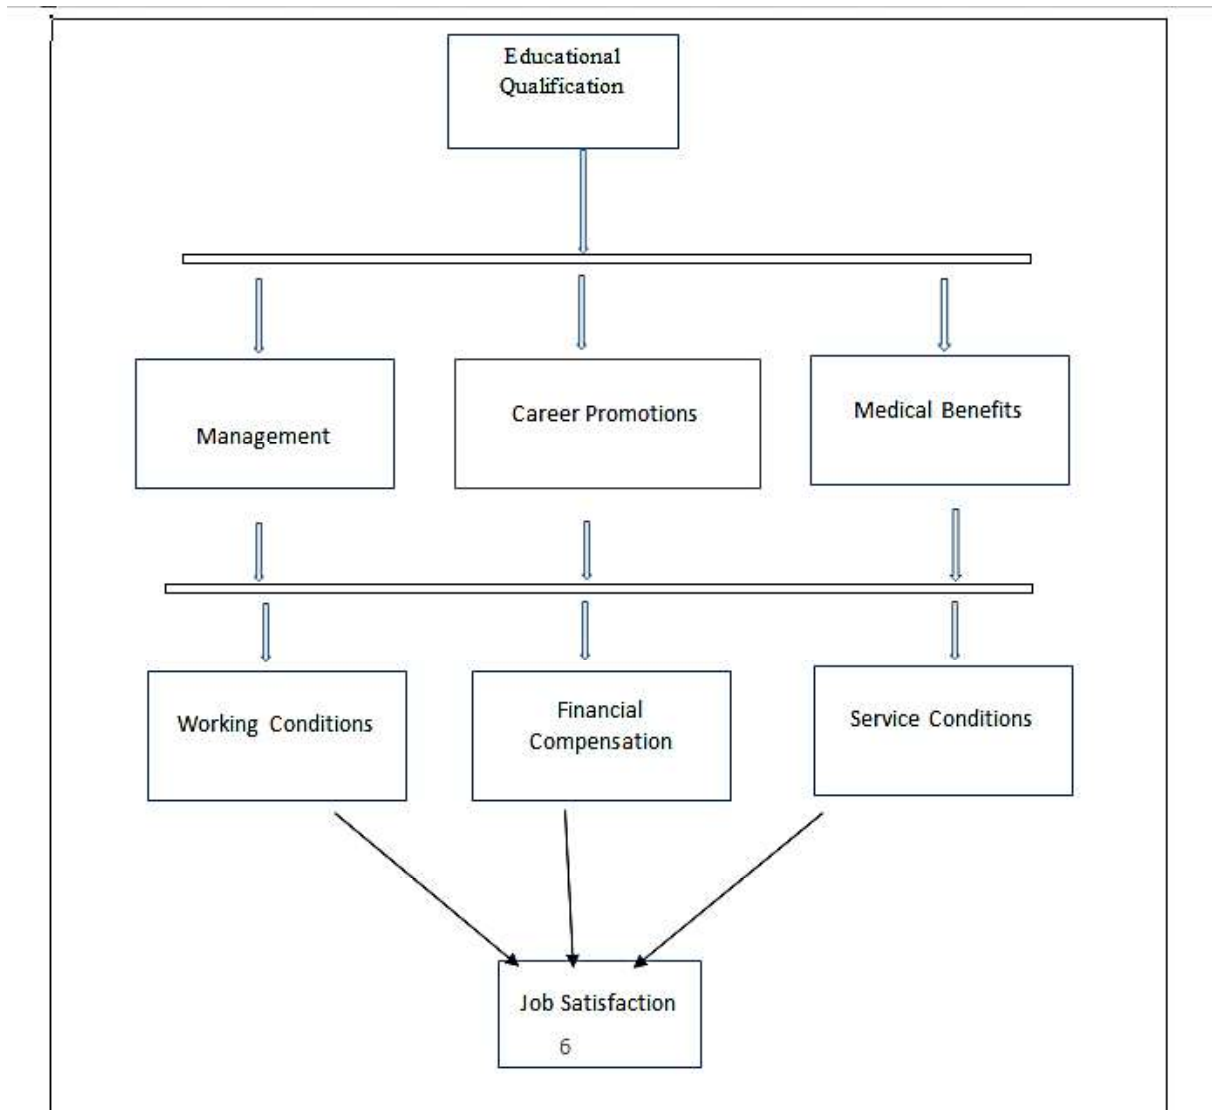 Educational
Qualification
Management
Career Promotions
Medical Benefits
Working Conditions
Financial
Compensation
Service Conditions
Job Satisfaction
6